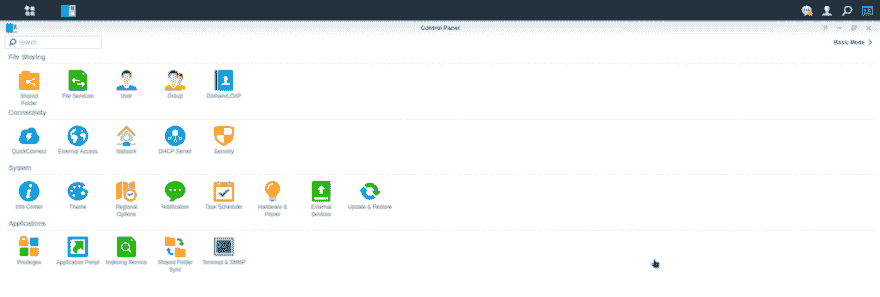 Control Panel
Search
Basic Mode
File Sharing
Shared Folder
File Services
User
Group
Domain/LDAP
Connectivity
QuickConnect
External Access
Network
DHCP Server
Security
System
Info Center
Theme
Regional Options
Notification
Task Scheduler
Hardware & Power
External Devices
Update & Restore
Applications
Privileges
Application Portal
Indexing Service
Shared Folder Sync
Terminal & SNMP